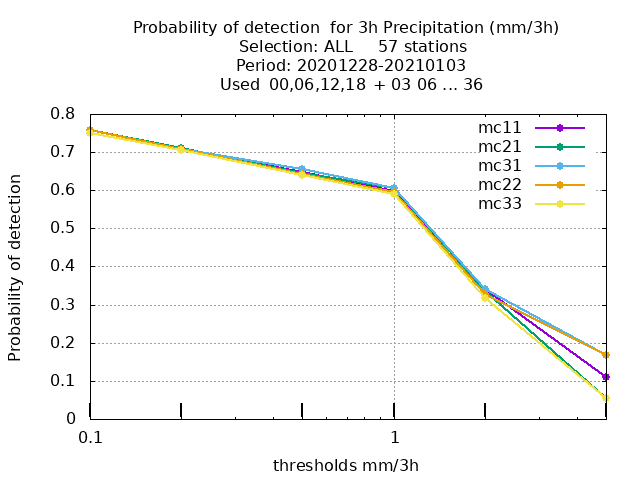 Probability of detection  for 3h Precipitation (mm/3h)
Selection: ALL     57 stations
Period: 20201228-20210103
Used  00,06,12,18  + 03 06 ... 36
mc11
mc21
mc31
mc22
mc33
Probability of detection
0.8
0.7
0.6
0.5
0.4
0.3
0.2
0.1
0
0.1
1
thresholds mm/3h